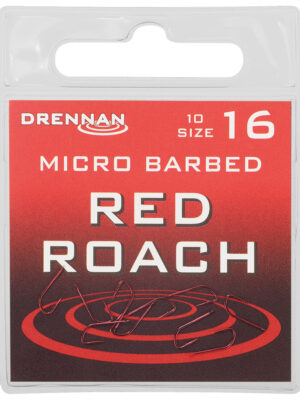 DRENNAN
10 SIZE 16
MICRO BARBED
RED
ROACH